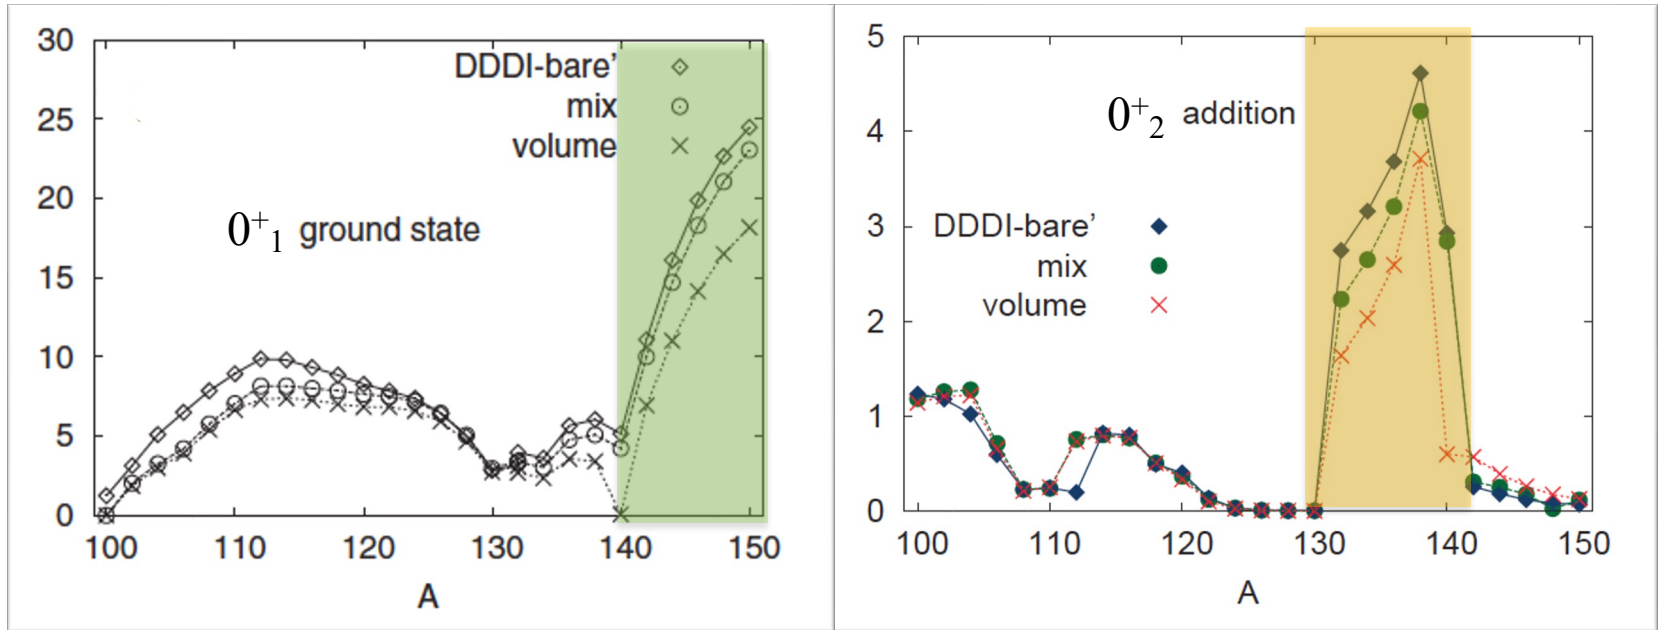 30
25
20
15
10
5
0
DDDI-bare'
mix
volume
0⁺₁ ground state
100 110 120 130 140 150
A
5
4
3
2
1
0
0⁺₂ addition
DDDI-bare'
mix
volume
100 110 120 130 140 150
A